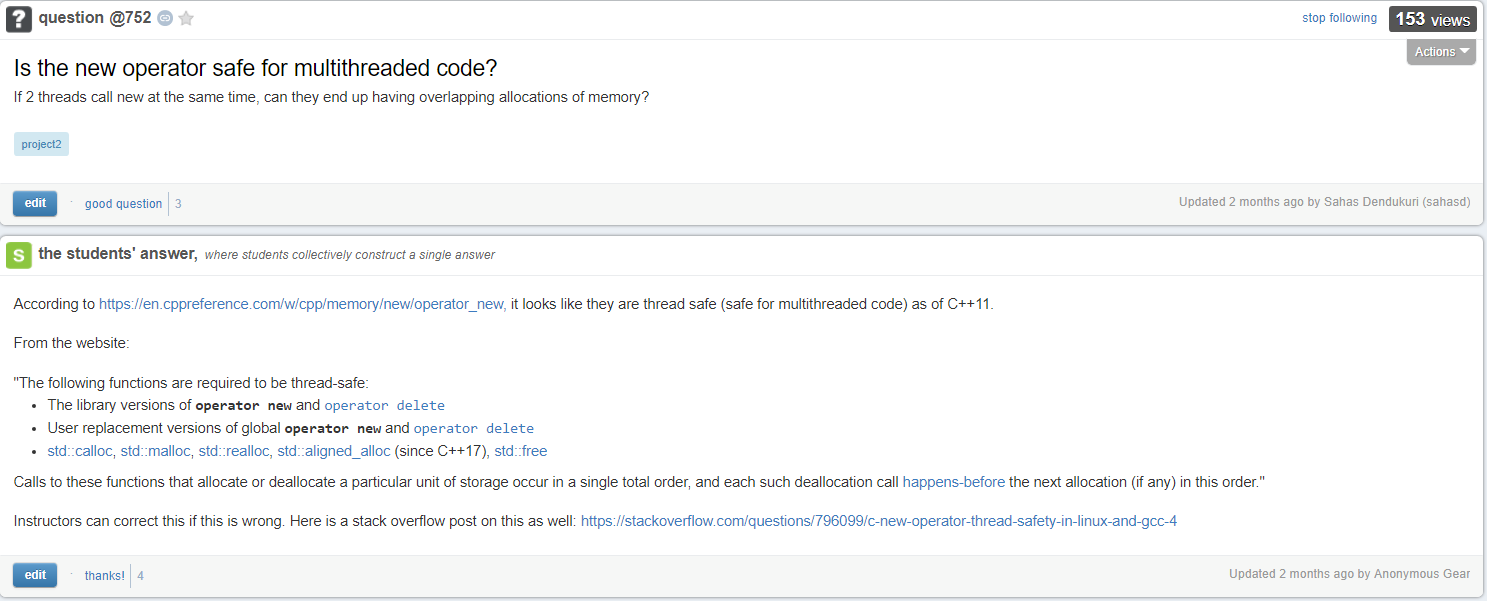 ? question @752
stop following 153 views
Actions
Is the new operator safe for multithreaded code?
If 2 threads call new at the same time, can they end up having overlapping allocations of memory?
project2
edit · good question 3
Updated 2 months ago by Sahas Dendukuri (sahasd)
S the students' answer, where students collectively construct a single answer
According to https://en.cppreference.com/w/cpp/memory/new/operator_new, it looks like they are thread safe (safe for multithreaded code) as of C++11.
From the website:
"The following functions are required to be thread-safe:
• The library versions of operator new and operator delete
• User replacement versions of global operator new and operator delete
• std::calloc, std::malloc, std::realloc, std::aligned_alloc (since C++17), std::free
Calls to these functions that allocate or deallocate a particular unit of storage occur in a single total order, and each such deallocation call happens-before the next allocation (if any) in this order."
Instructors can correct this if this is wrong. Here is a stack overflow post on this as well: https://stackoverflow.com/questions/796099/c-new-operator-thread-safety-in-linux-and-gcc-4
edit · thanks! 4
Updated 2 months ago by Anonymous Gear